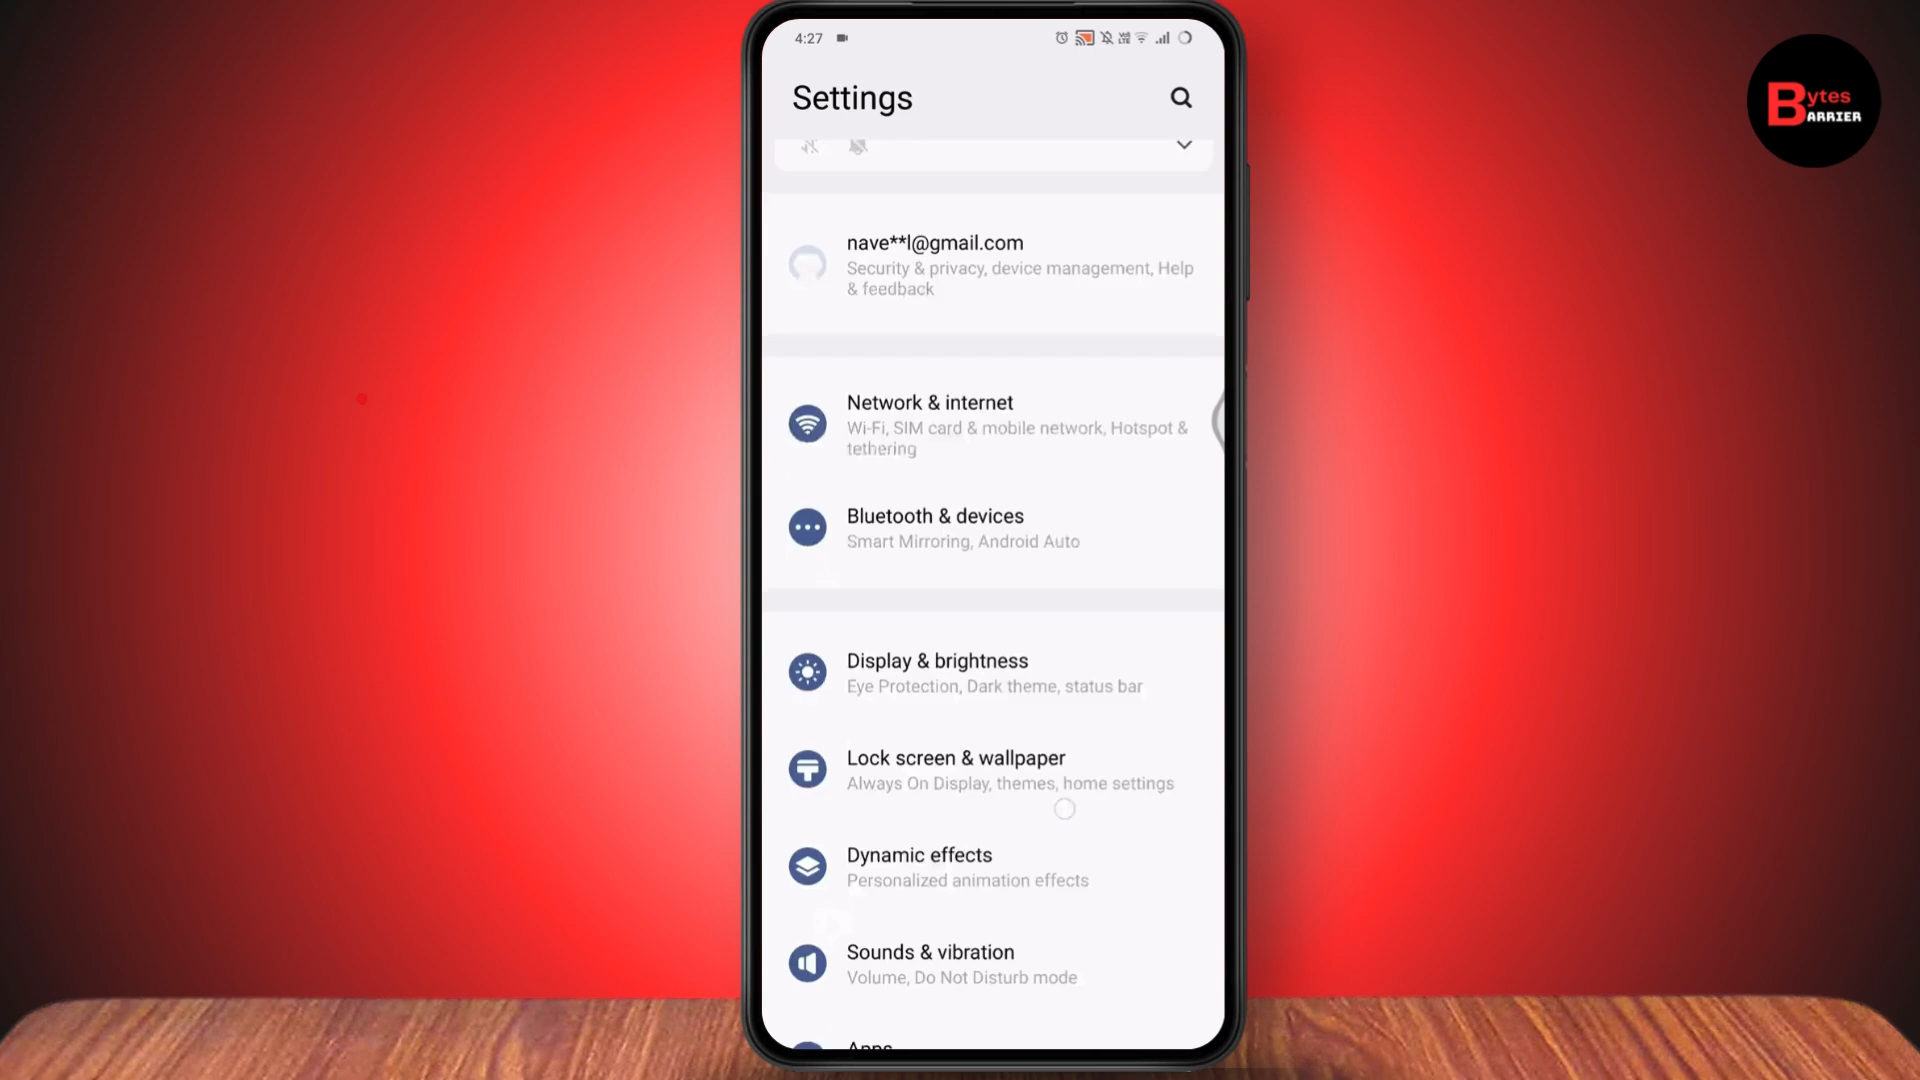 4:27
Settings
Bytes
BARRIER
nave**l@gmail.com
Security & privacy, device management, Help
& feedback
Network & internet
Wi-Fi, SIM card & mobile network, Hotspot &
tethering
Bluetooth & devices
Smart Mirroring, Android Auto
Display & brightness
Eye Protection, Dark theme, status bar
Lock screen & wallpaper
Always On Display, themes, home settings
Dynamic effects
Personalized animation effects
Sounds & vibration
Volume, Do Not Disturb mode
Apps